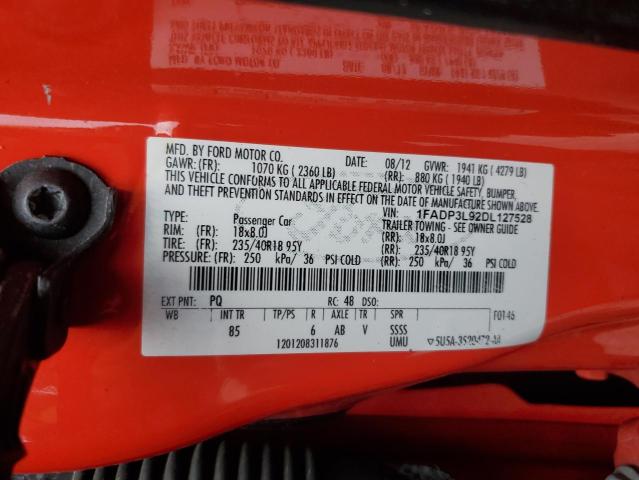 MFD. BY FORD MOTOR CO.
DATE: 08/12 GVWR: 1941 KG ( 4279 LB)
GAWR: (FR): 1070 KG ( 2360 LB) (RR): 880 KG ( 1940 LB)
THIS VEHICLE CONFORMS TO ALL APPLICABLE FEDERAL MOTOR VEHICLE SAFETY, BUMPER,
AND THEFT PREVENTION STANDARDS IN EFFECT ON THE DATE OF MANUFACTURE SHOWN ABOVE.
VIN: 1FADP3L92DL127528
TYPE: Passenger Car TRAILER TOWING - SEE OWNER GUIDE
RIM: (FR): 18x8.0J (RR): 18x8.0J
TIRE: (FR): 235/40R18 95Y (RR): 235/40R18 95Y
PRESSURE: (FR): 250 kPa/ 36 PSI COLD (RR): 250 kPa/ 36 PSI COLD
EXT PNT: PQ RC: 48 DSO:
WB INT TR TP/PS R AXLE TR SPR F0146
85 6 AB V SSSS
1201208311876 UMU